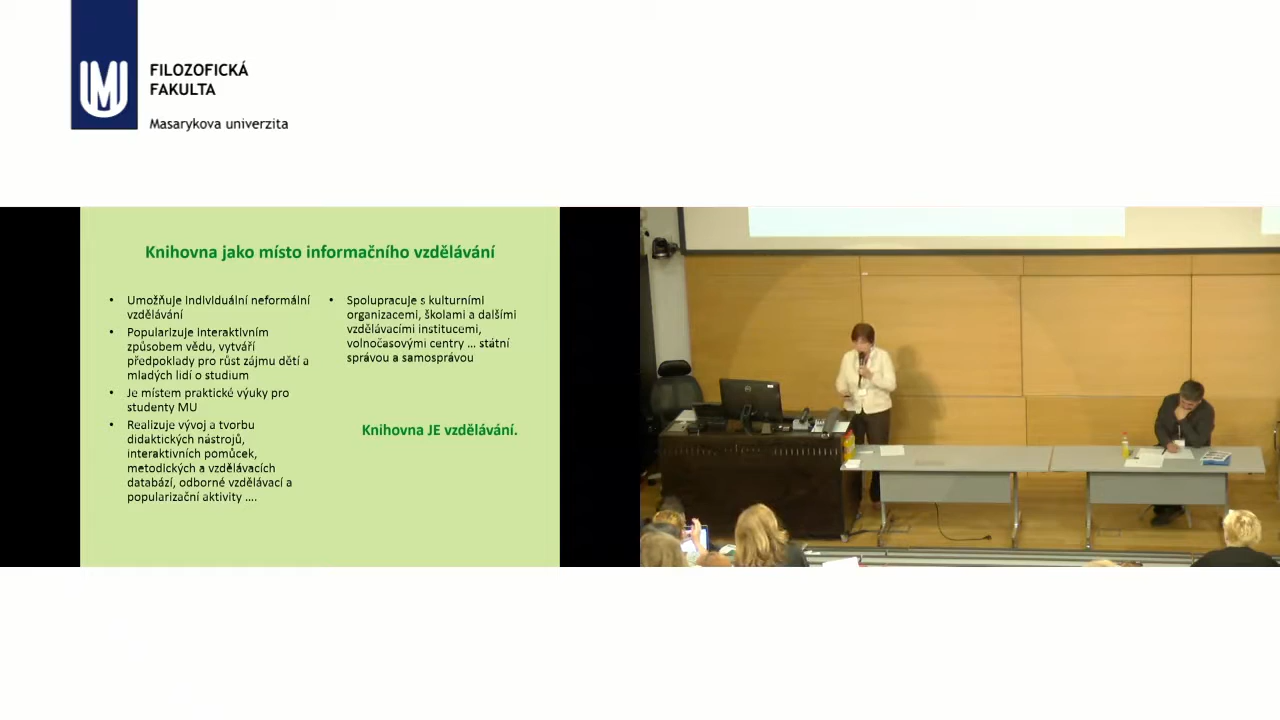 FILOZOFICKÁ
FAKULTA
Masarykova univerzita
Knihovna jako místo informačního vzdělávání
• Umožňuje individuální neformální
vzdělávání
• Popularizuje interaktivním
způsobem vědu, vytváří
předpoklady pro růst zájmu dětí a
mladých lidí o studium
• Je místem praktické výuky pro
studenty MU
• Realizuje vývoj a tvorbu
didaktických nástrojů,
interaktivních pomůcek,
metodických a vzdělávacích
databází, odborné vzdělávací a
popularizační aktivity ....
• Spolupracuje s kulturními
organizacemi, školami a dalšími
vzdělávacími institucemi,
volnočasovými centry ... státní
správou a samosprávou
Knihovna JE vzdělávání.